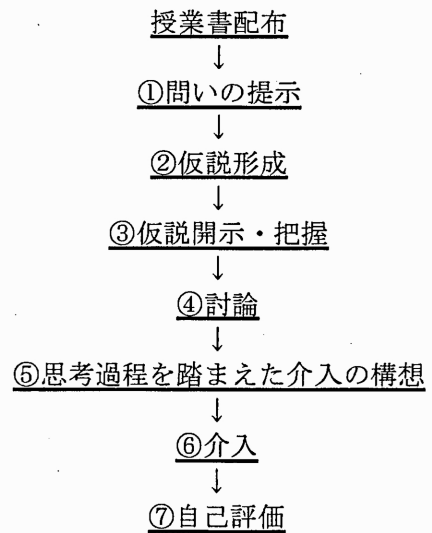 授業書配布
↓
①問いの提示
↓
②仮説形成
↓
③仮説開示・把握
↓
④討論
↓
⑤思考過程を踏まえた介入の構想
↓
⑥介入
↓
⑦自己評価